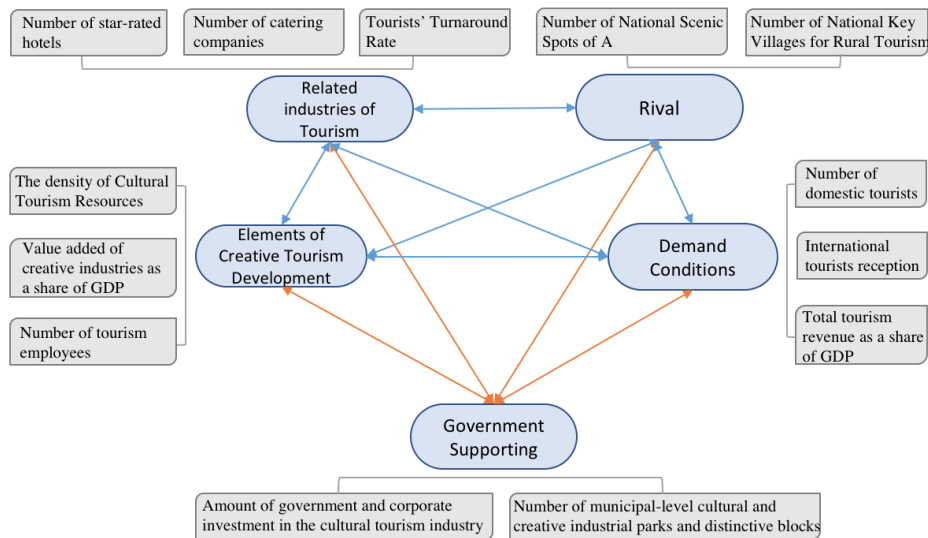 Number of star-rated
hotels
Number of catering
companies
Tourists’ Turnaround
Rate
Number of National Scenic
Spots of A
Number of National Key
Villages for Rural Tourism
Related
industries of
Tourism
Rival
The density of Cultural
Tourism Resources
Value added of
creative industries as
a share of GDP
Number of tourism
employees
Elements of
Creative Tourism
Development
Demand
Conditions
Number of
domestic tourists
International
tourists reception
Total tourism
revenue as a share
of GDP
Government
Supporting
Amount of government and corporate
investment in the cultural tourism industry
Number of municipal-level cultural and
creative industrial parks and distinctive blocks